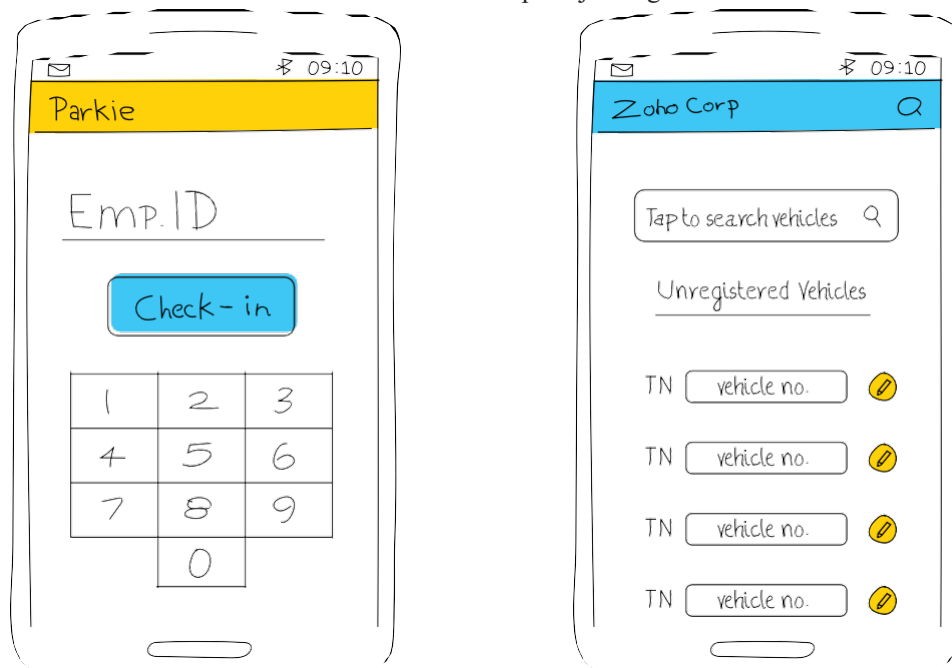 09:10
Parkie
Emp.ID
Check-in
1 2 3
4 5 6
7 8 9
0
09:10
Zoho Corp
Tap to search vehicles
Unregistered Vehicles
TN vehicle no.
TN vehicle no.
TN vehicle no.
TN vehicle no.